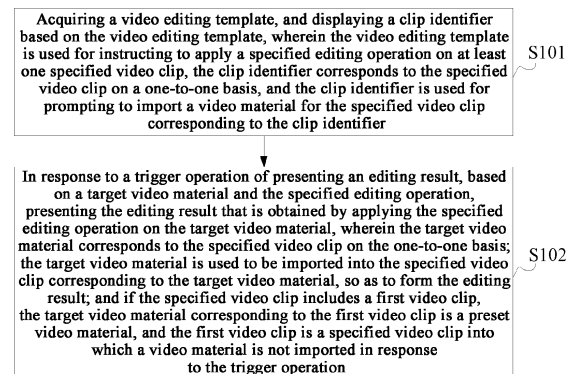 Acquiring a video editing template, and displaying a clip identifier
based on the video editing template, wherein the video editing template
is used for instructing to apply a specified editing operation on at least
one specified video clip, the clip identifier corresponds to the specified
video clip on a one-to-one basis, and the clip identifier is used for
prompting to import a video material for the specified video clip
corresponding to the clip identifier
S101
In response to a trigger operation of presenting an editing result, based
on a target video material and the specified editing operation,
presenting the editing result that is obtained by applying the specified
editing operation on the target video material, wherein the target video
material corresponds to the specified video clip on the one-to-one basis;
the target video material is used to be imported into the specified video
clip corresponding to the target video material, so as to form the editing
result; and if the specified video clip includes a first video clip,
the target video material corresponding to the first video clip is a preset
video material, and the first video clip is a specified video clip into
which a video material is not imported in response
to the trigger operation
S102